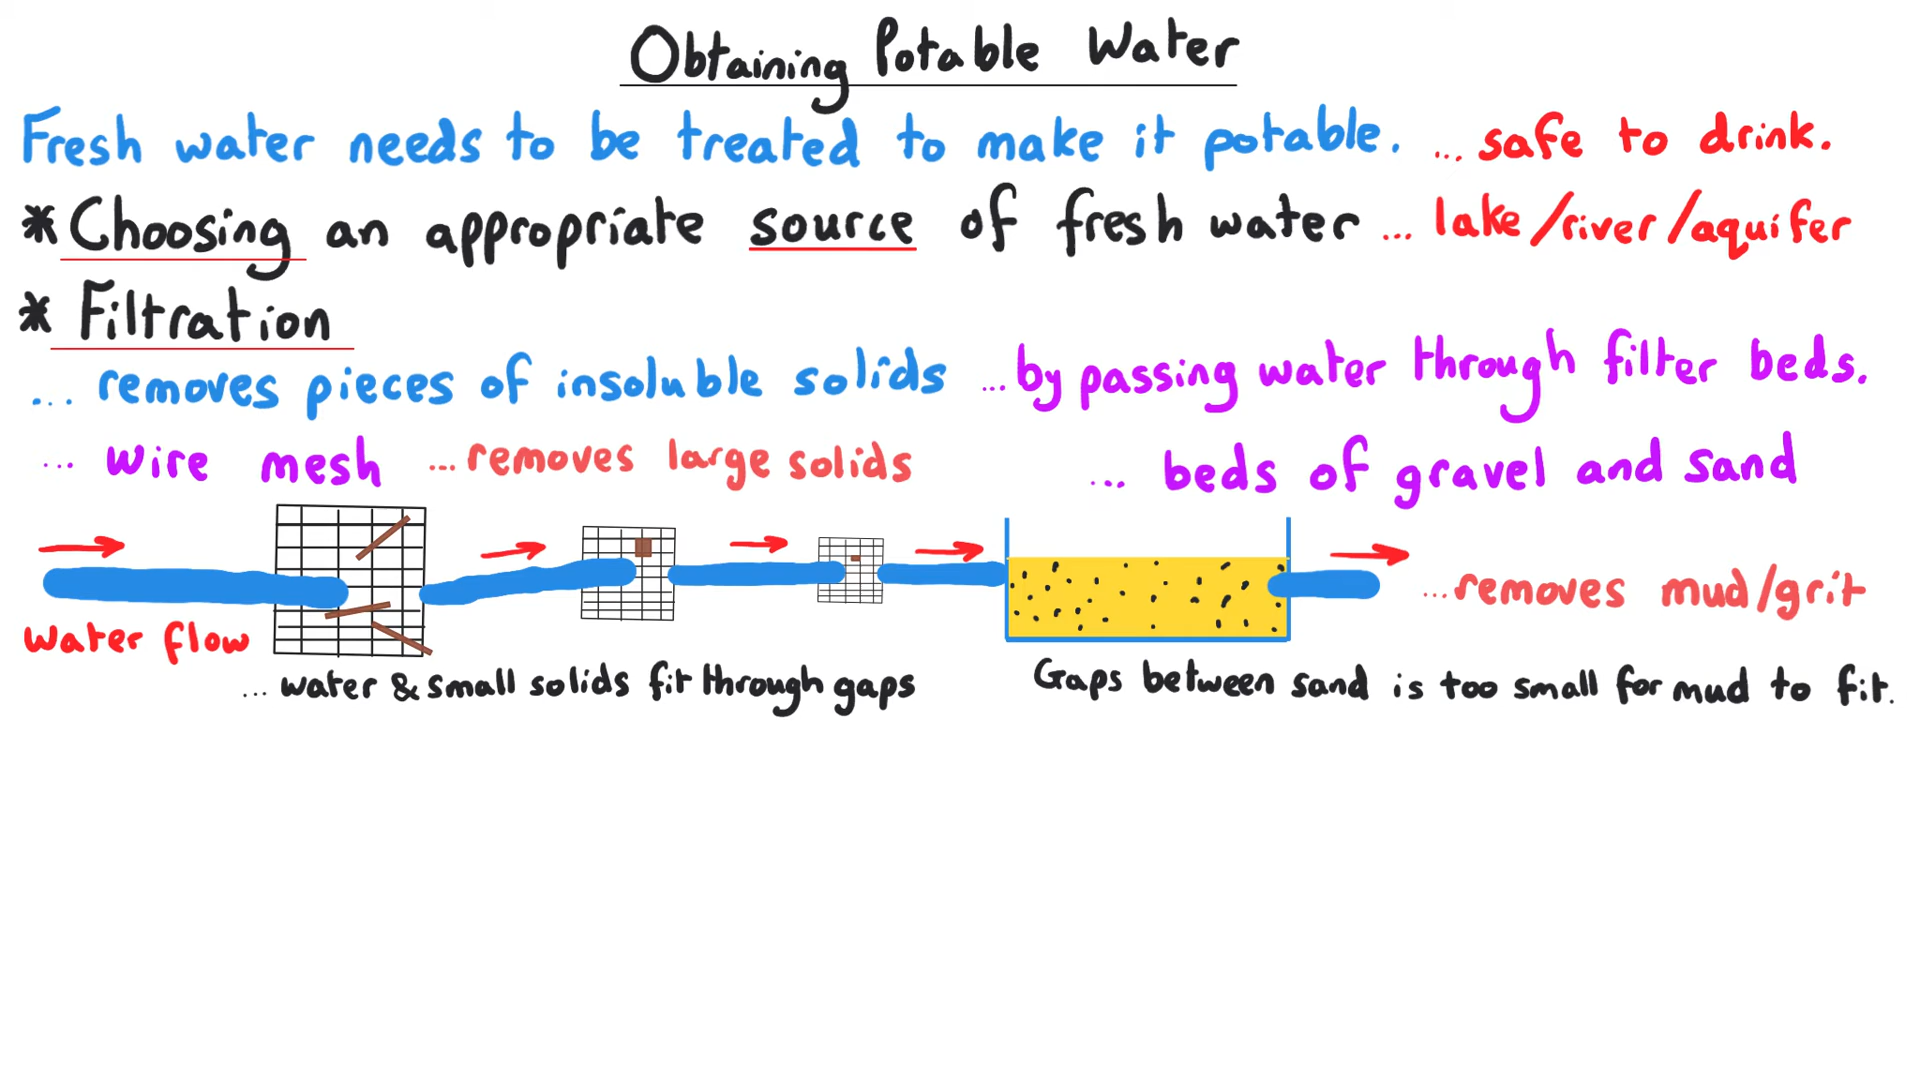 Obtaining Potable Water
Fresh water needs to be treated to make it potable. ... safe to drink.
* Choosing an appropriate source of fresh water ... lake/river/aquifer
* Filtration
... removes pieces of insoluble solids ... by passing water through filter beds.
... wire mesh ... removes large solids ... beds of gravel and sand
... removes mud/grit
water flow
... water & small solids fit through gaps
Gaps between sand is too small for mud to fit.